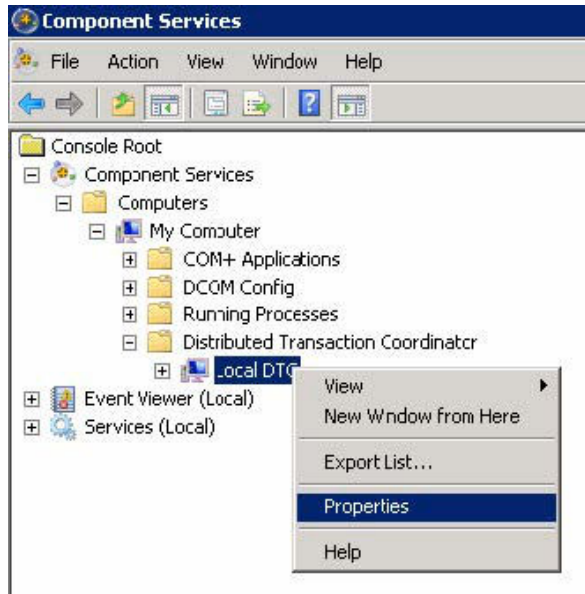 Component Services
File Action View Window Help
Console Root
Component Services
Computers
My Computer
COM+ Applications
DCOM Config
Running Processes
Distributed Transaction Coordinator
Local DTC
Event Viewer (Local)
Services (Local)
View
New Window from Here
Export List...
Properties
Help